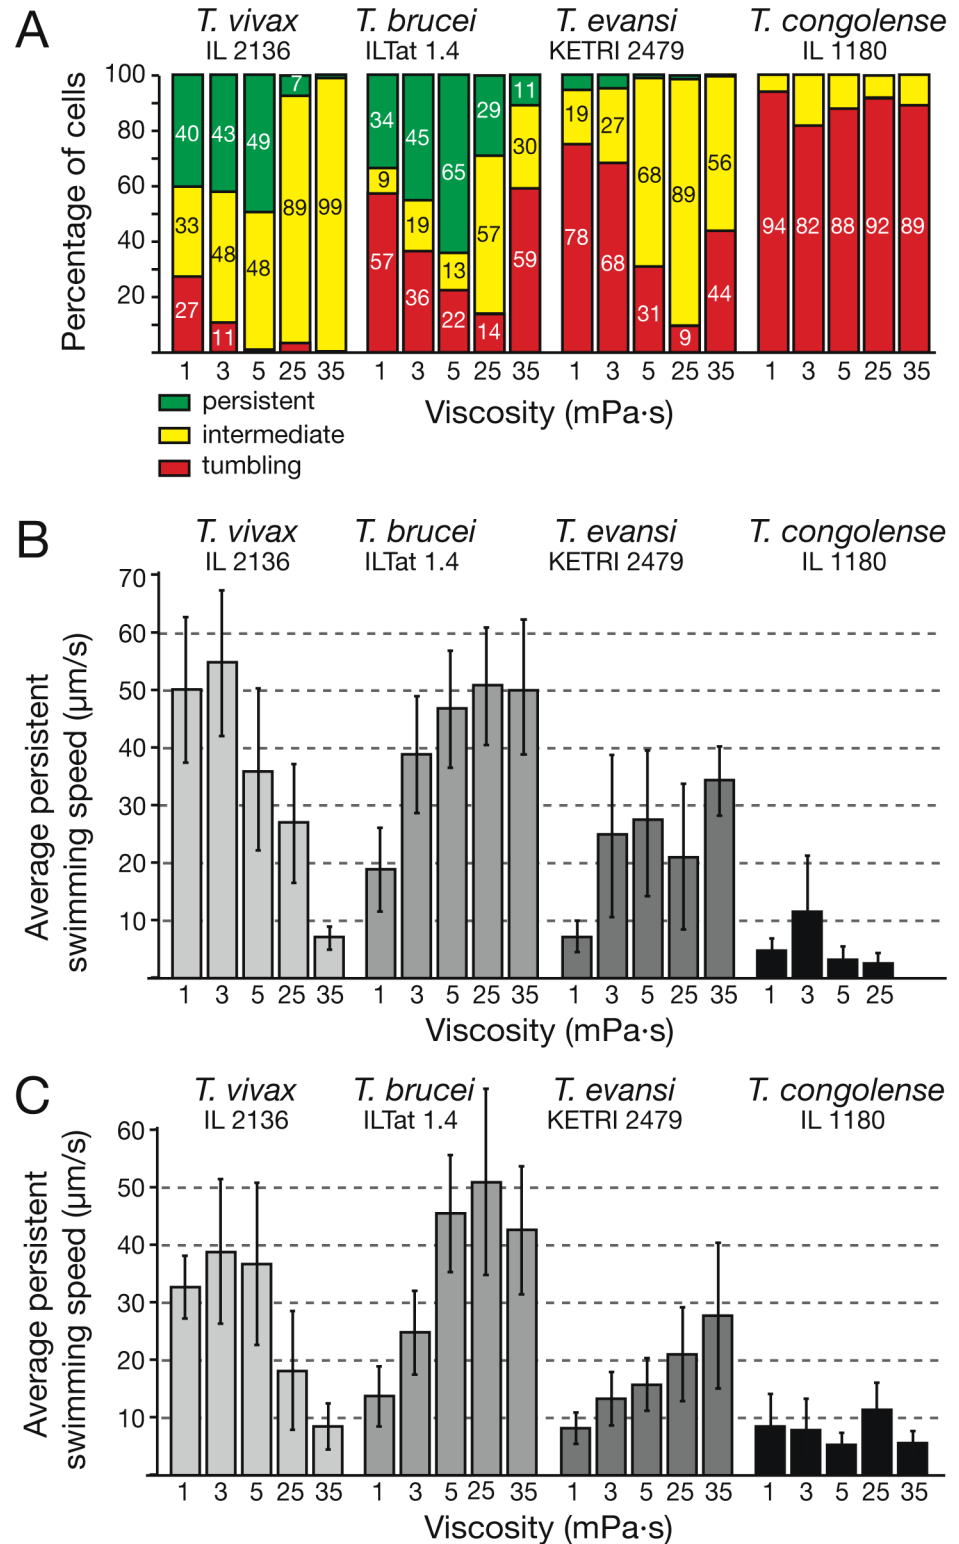 A
T. vivax T. brucei T. evansi T. congolense
IL 2136 ILTat 1.4 KETRI 2479 IL 1180
Percentage of cells
100
80
60
40
20
40 43 49 7
33 48 48 89 99
27 11
34 45 65 29 11
9 19 13 57 30
57 36 22 14 59
19 27 68 89 56
78 68 31 9 44
94 82 88 92 89
1 3 5 25 35 1 3 5 25 35 1 3 5 25 35 1 3 5 25 35
Viscosity (mPa·s)
persistent
intermediate
tumbling
B
T. vivax T. brucei T. evansi T. congolense
IL 2136 ILTat 1.4 KETRI 2479 IL 1180
Average persistent
swimming speed (µm/s)
70
60
50
40
30
20
10
1 3 5 25 35 1 3 5 25 35 1 3 5 25 35 1 3 5 25
Viscosity (mPa·s)
C
T. vivax T. brucei T. evansi T. congolense
IL 2136 ILTat 1.4 KETRI 2479 IL 1180
Average persistent
swimming speed (µm/s)
60
50
40
30
20
10
1 3 5 25 35 1 3 5 25 35 1 3 5 25 35 1 3 5 25 35
Viscosity (mPa·s)